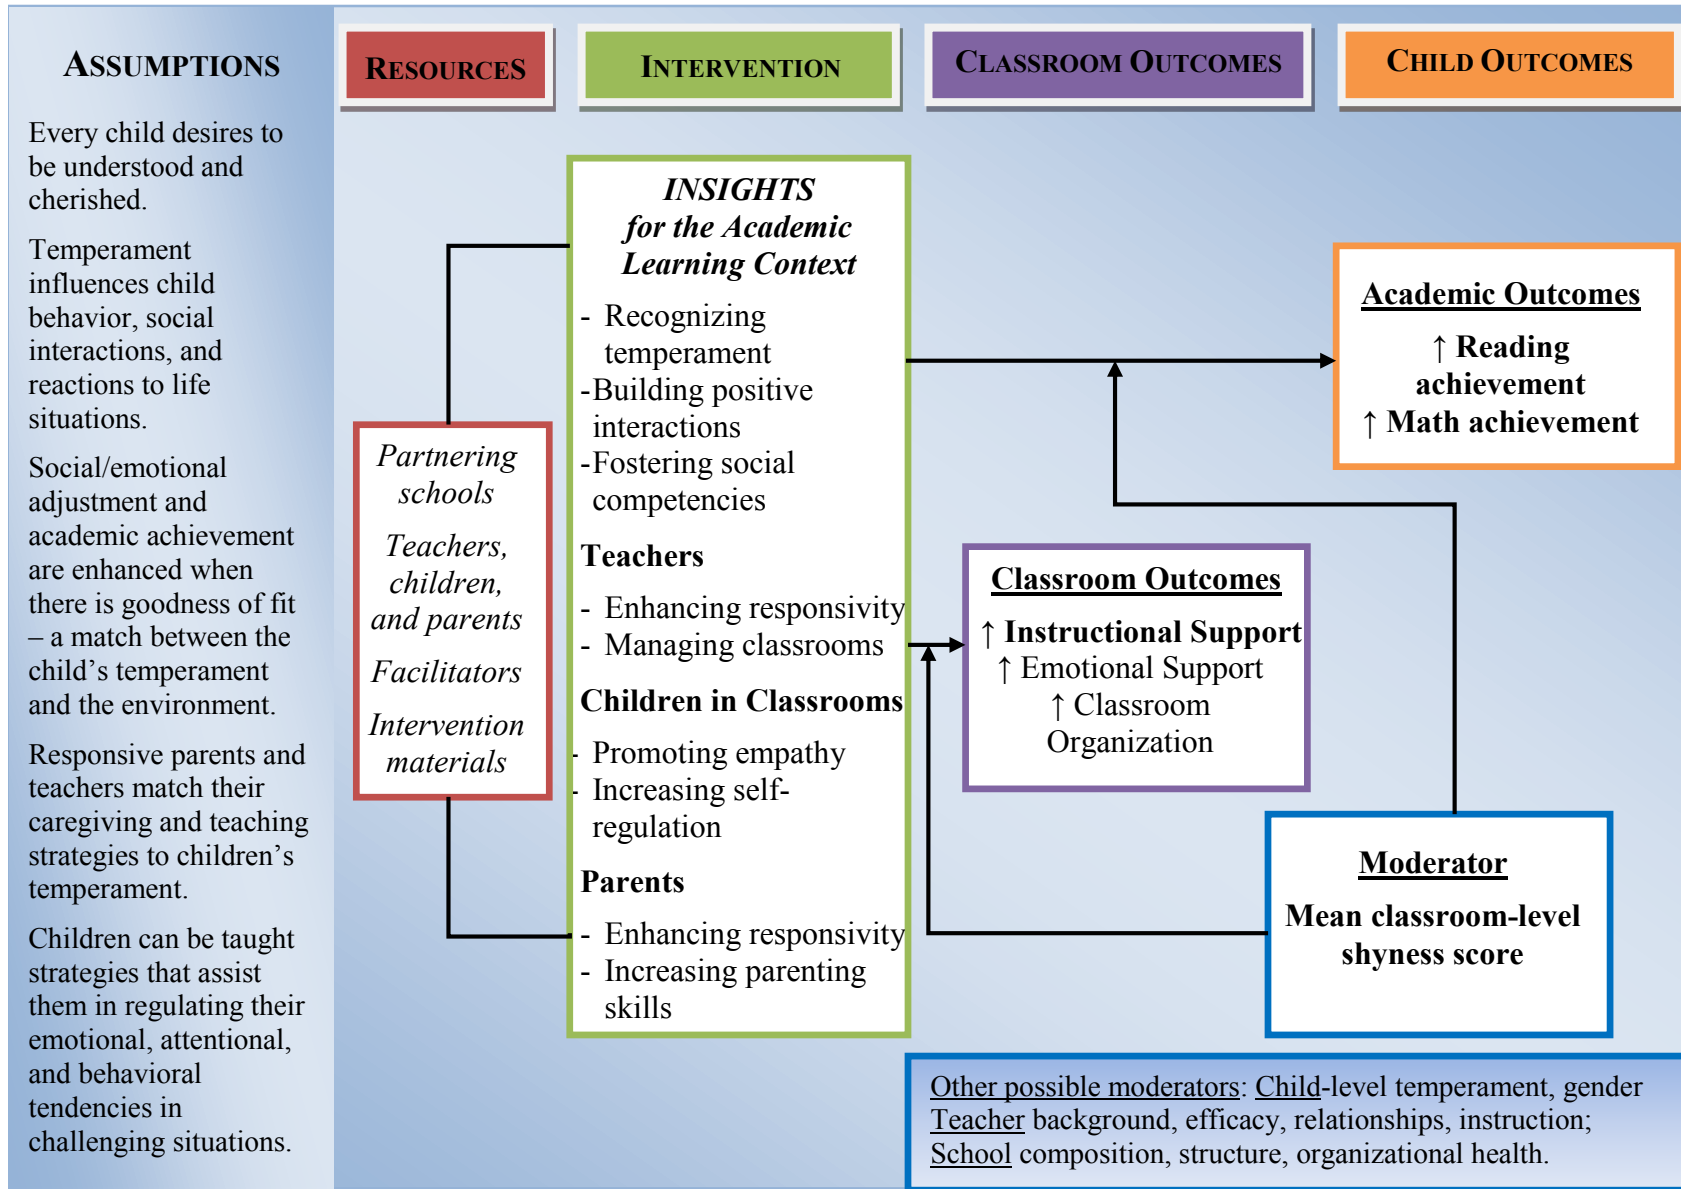 ASSUMPTIONS
Every child desires to
be understood and
cherished.
Temperament
influences child
behavior, social
interactions, and
reactions to life
situations.
Social/emotional
adjustment and
academic achievement
are enhanced when
there is goodness of fit
– a match between the
child’s temperament
and the environment.
Responsive parents and
teachers match their
caregiving and teaching
strategies to children’s
temperament.
Children can be taught
strategies that assist
them in regulating their
emotional, attentional,
and behavioral
tendencies in
challenging situations.
RESOURCES
Partnering
schools
Teachers,
children,
and parents
Facilitators
Intervention
materials
INTERVENTION
INSIGHTS
for the Academic
Learning Context
- Recognizing
temperament
-Building positive
interactions
-Fostering social
competencies
Teachers
- Enhancing responsivity
- Managing classrooms
Children in Classrooms
- Promoting empathy
- Increasing self-
regulation
Parents
- Enhancing responsivity
- Increasing parenting
skills
CLASSROOM OUTCOMES
Classroom Outcomes
↑ Instructional Support
↑ Emotional Support
↑ Classroom
Organization
CHILD OUTCOMES
Academic Outcomes
↑ Reading
achievement
↑ Math achievement
Moderator
Mean classroom-level
shyness score
Other possible moderators: Child-level temperament, gender
Teacher background, efficacy, relationships, instruction;
School composition, structure, organizational health.